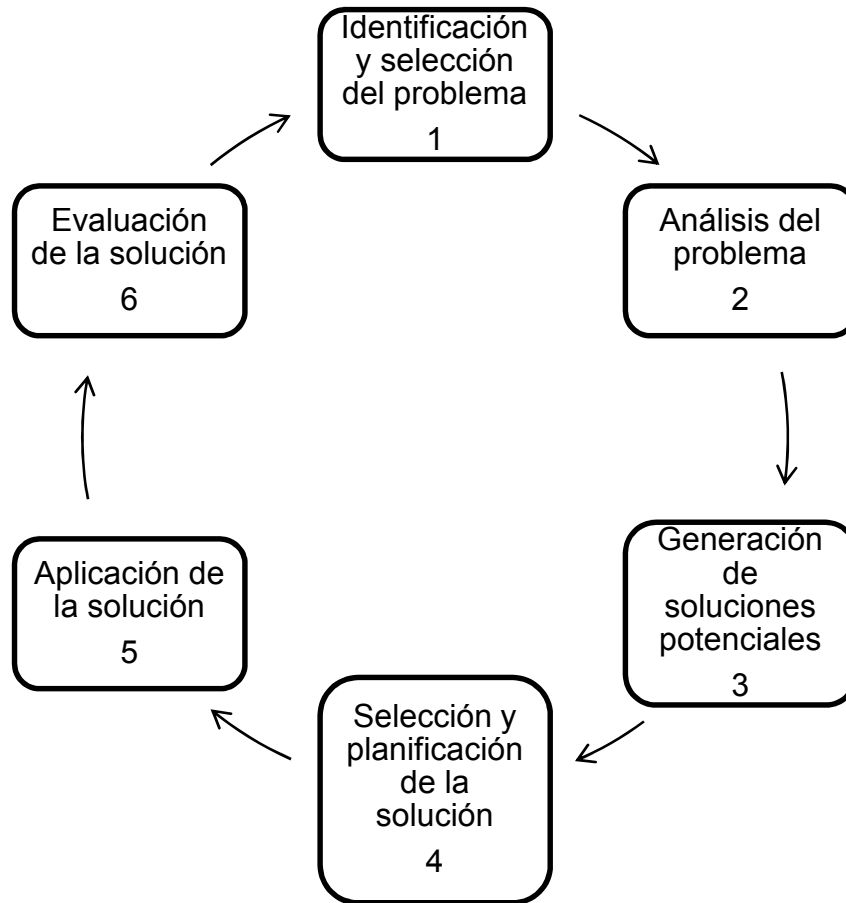 Identificación
y selección
del problema
1
Análisis del
problema
2
Generación
de
soluciones
potenciales
3
Selección y
planificación
de la
solución
4
Aplicación de
la solución
5
Evaluación
de la solución
6